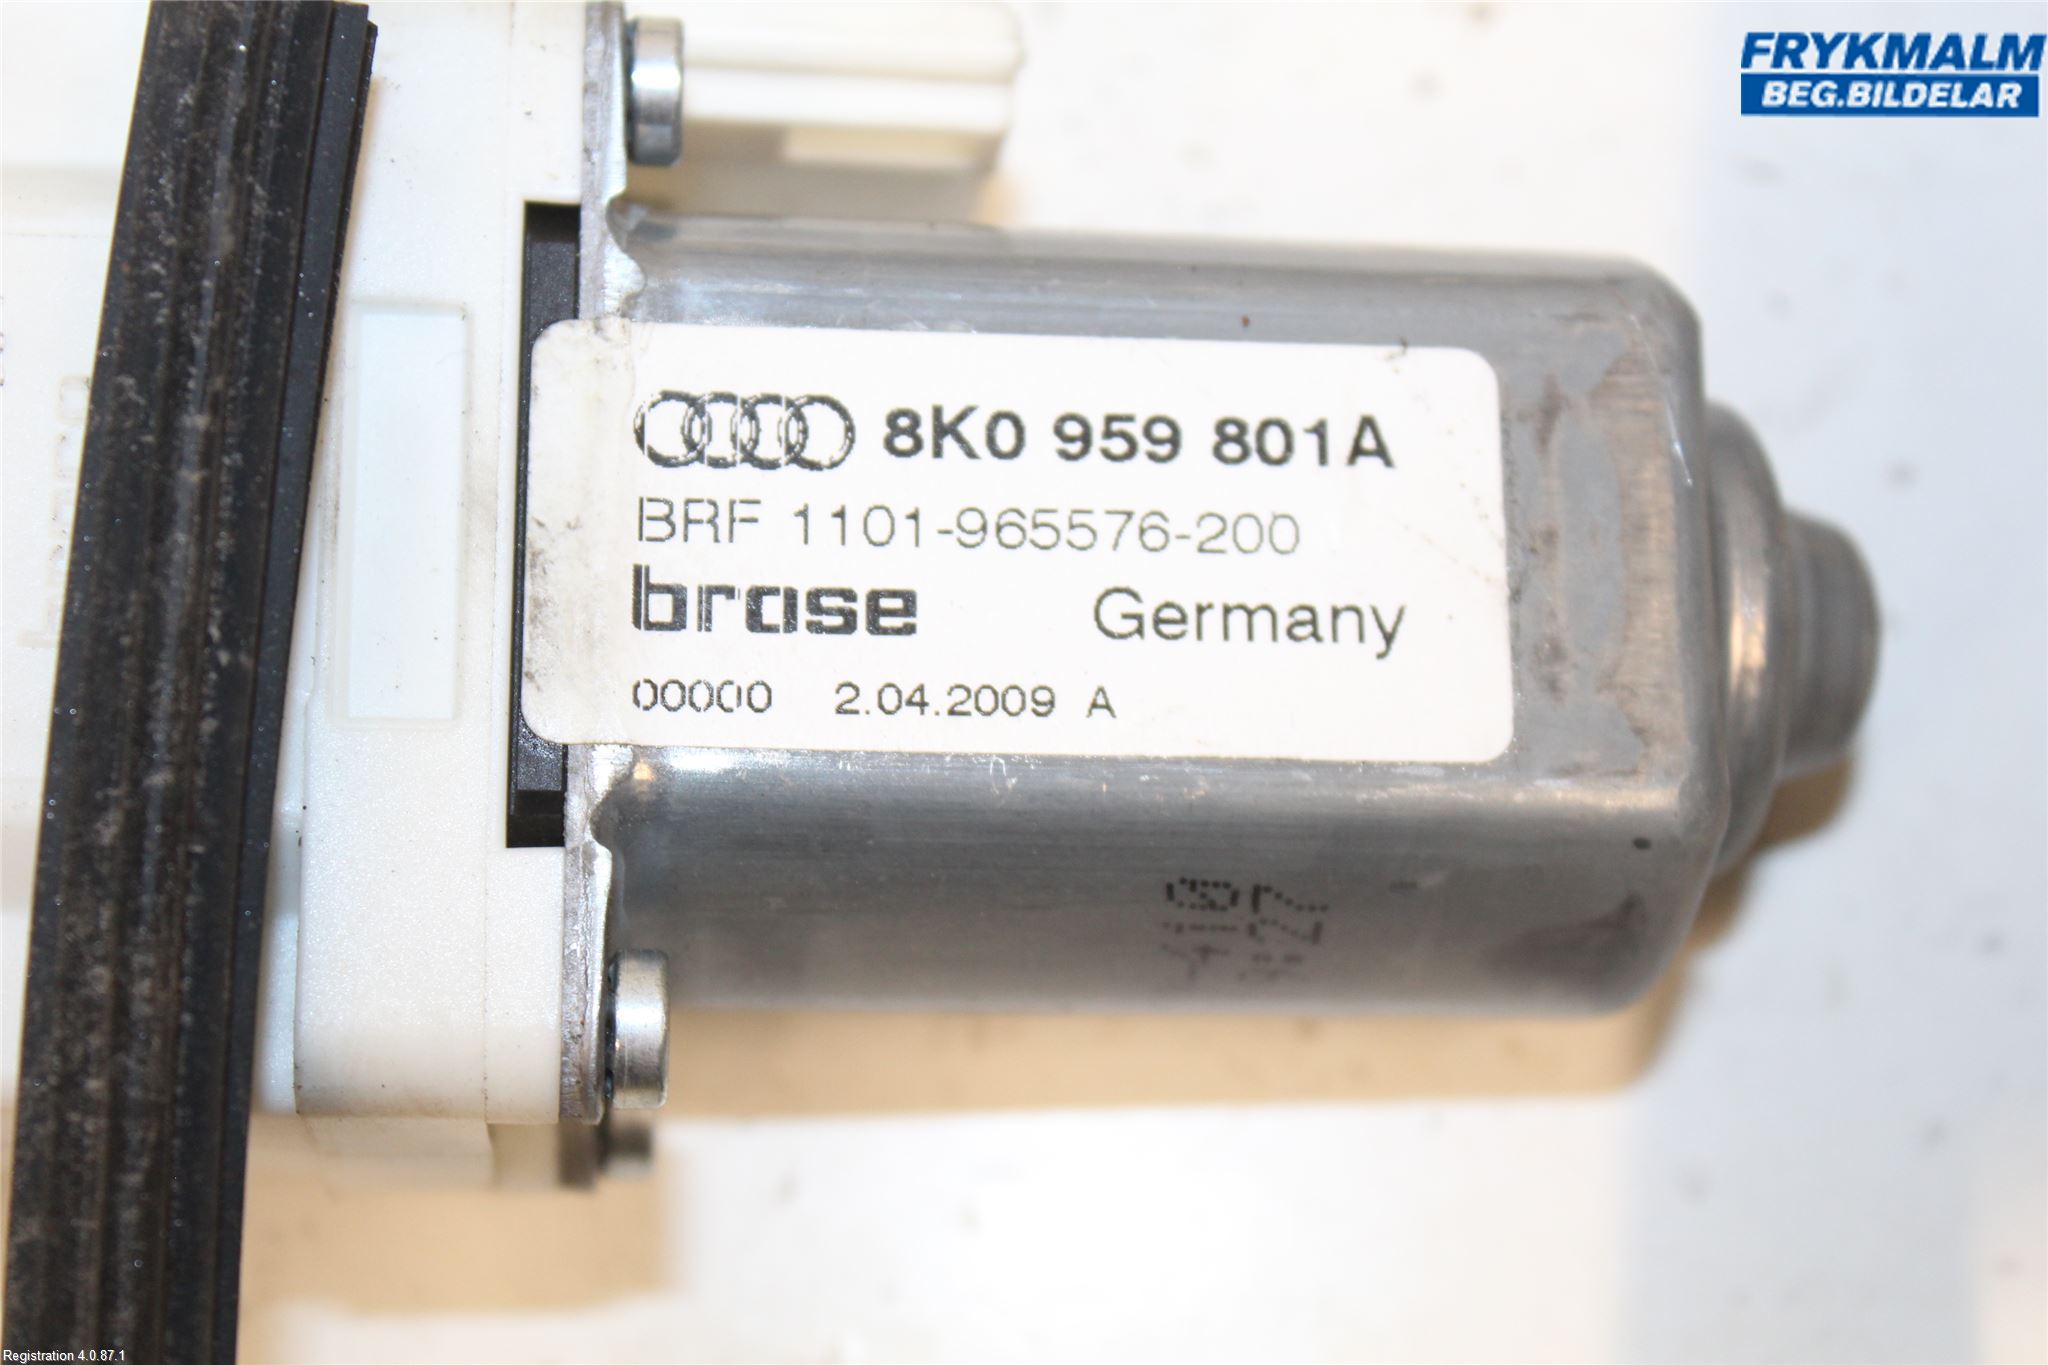 FRYKMALM
BEG.BILDELAR
8K0 959 801A
BRF 1101-965576-200
brose Germany
00000 2.04.2009 A
Registration 4.0.87.1